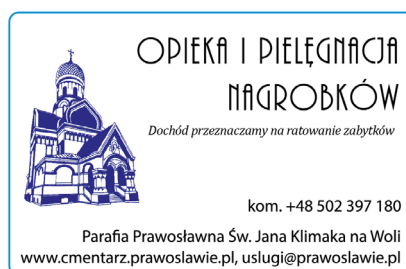 OPIEKA I PIELĘGNACJA
NAGROBKÓW
Dochód przeznaczamy na ratowanie zabytków
kom. +48 502 397 180
Parafia Prawosławna Św. Jana Klimaka na Woli
www.cmentarz.prawoslawie.pl, uslugi@prawoslawie.pl